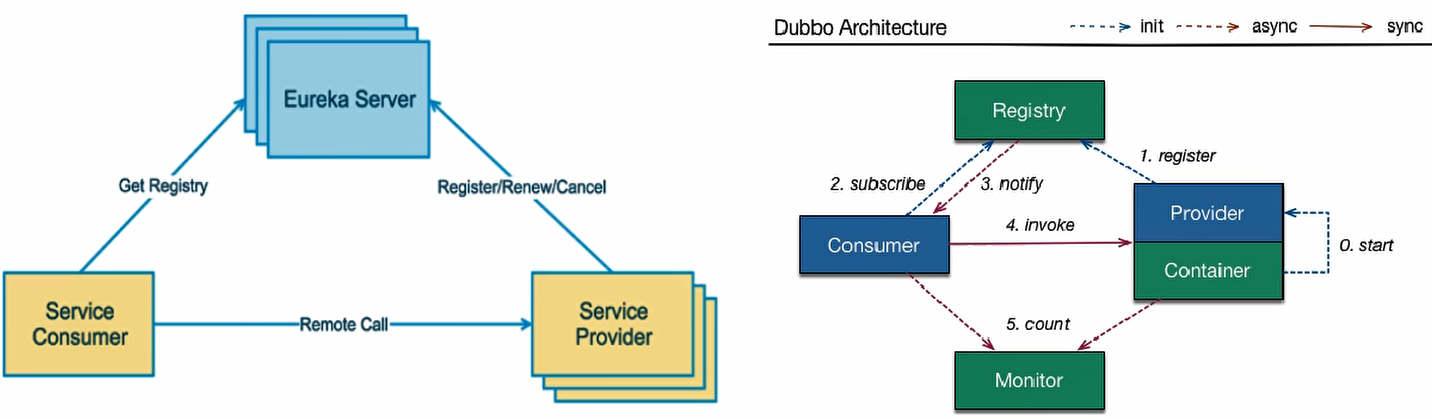 Eureka Server
Get Registry
Register/Renew/Cancel
Service
Consumer
Remote Call
Service
Provider
Dubbo Architecture
init
async
sync
Registry
1. register
2. subscribe
3. notify
Provider
Consumer
4. invoke
0. start
Container
5. count
Monitor